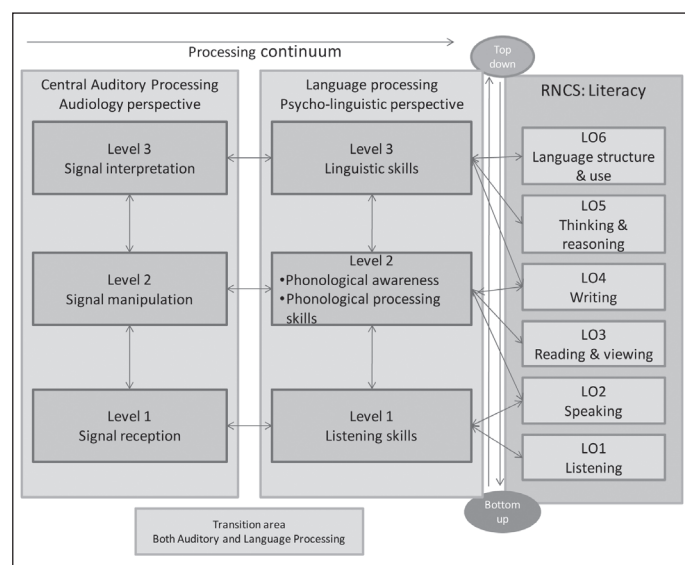 Processing continuum
Top
down
Central Auditory Processing
Audiology perspective
Level 3
Signal interpretation
Level 2
Signal manipulation
Level 1
Signal reception
Language processing
Psycho-linguistic perspective
Level 3
Linguistic skills
Level 2
•Phonological awareness
•Phonological processing
skills
Level 1
Listening skills
RNCS: Literacy
LO6
Language structure
& use
LO5
Thinking &
reasoning
LO4
Writing
LO3
Reading & viewing
LO2
Speaking
LO1
Listening
Bottom
up
Transition area
Both Auditory and Language Processing